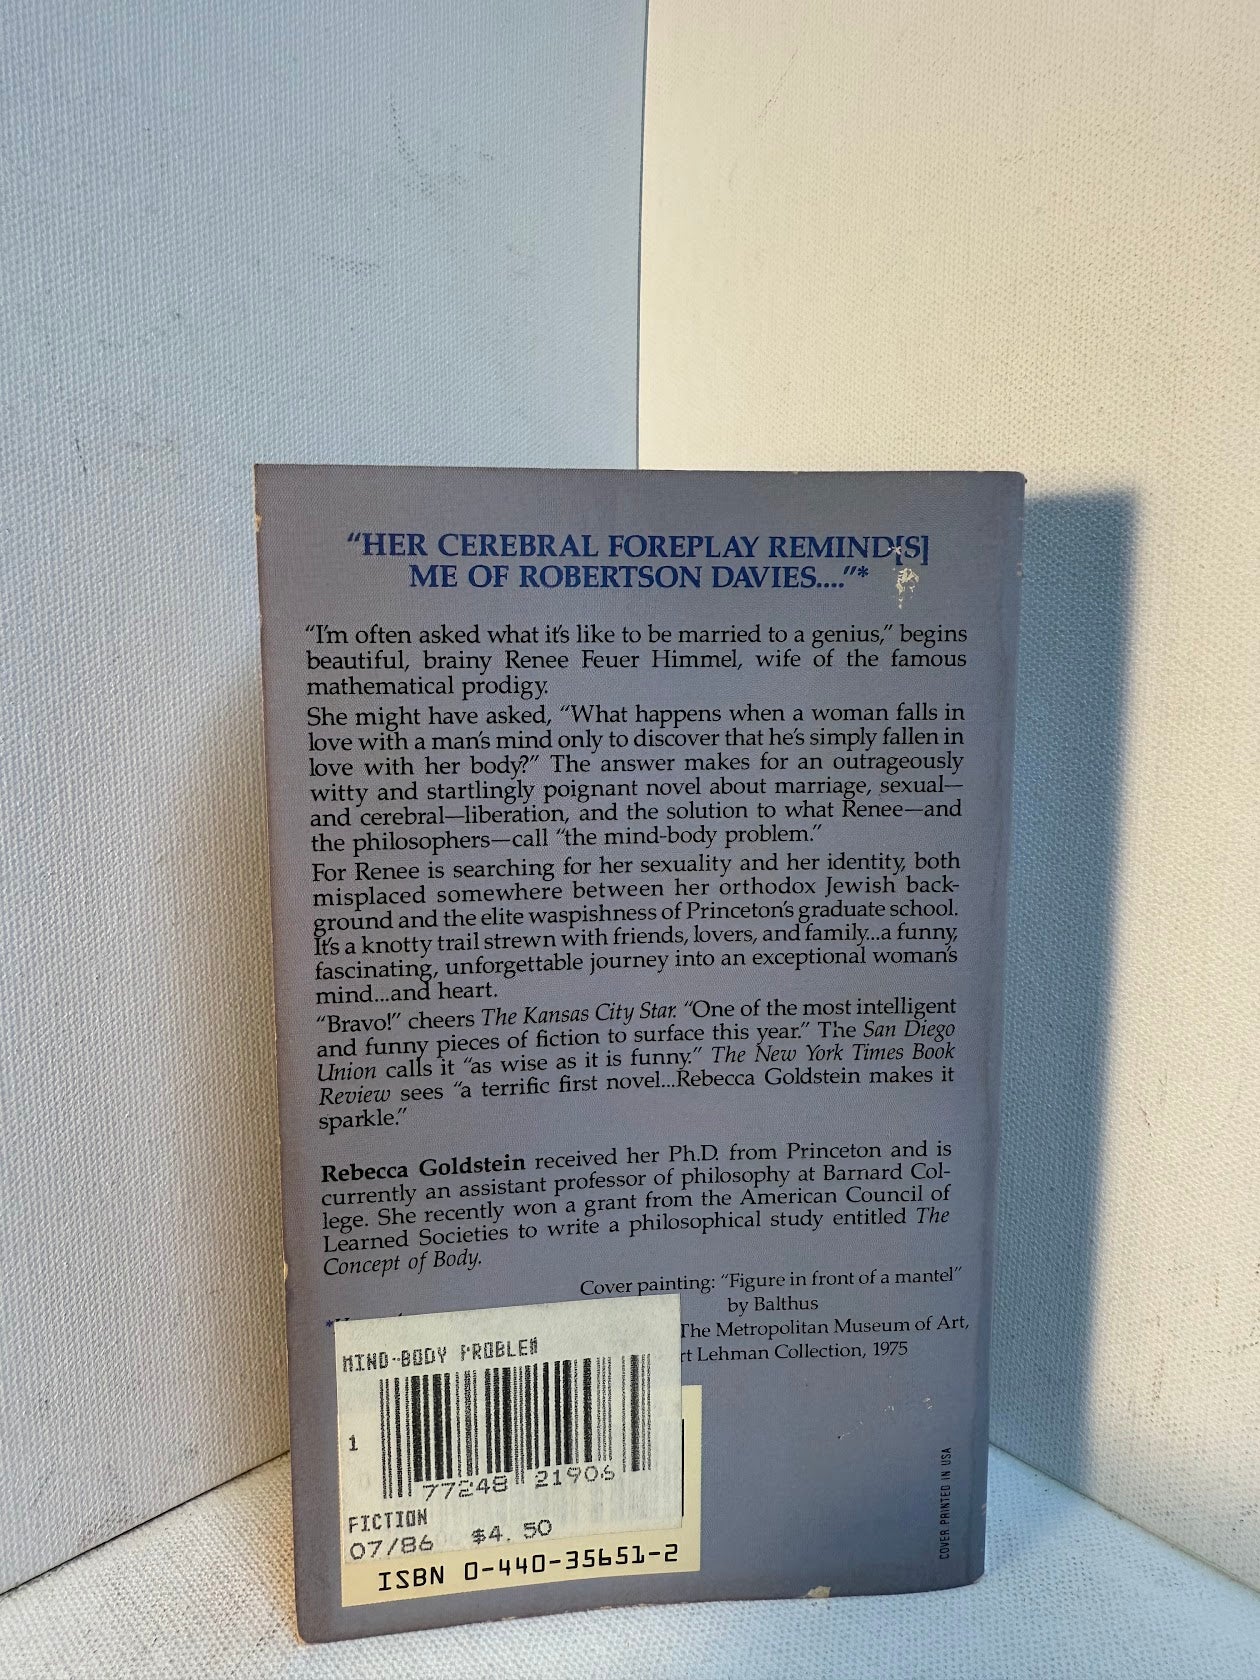 "HER CEREBRAL FOREPLAY REMIND[S]
ME OF ROBERTSON DAVIES...."*
"I'm often asked what it's like to be married to a genius," begins
beautiful, brainy Renee Feuer Himmel, wife of the famous
mathematical prodigy.
She might have asked, "What happens when a woman falls in
love with a man's mind only to discover that he's simply fallen in
love with her body?" The answer makes for an outrageously
witty and startlingly poignant novel about marriage, sexual—
and cerebral—liberation, and the solution to what Renee—and
the philosophers—call "the mind-body problem."
For Renee is searching for her sexuality and her identity, both
misplaced somewhere between her orthodox Jewish back-
ground and the elite waspishness of Princeton's graduate school.
It's a knotty trail strewn with friends, lovers, and family...a funny,
fascinating, unforgettable journey into an exceptional woman's
mind...and heart.
"Bravo!" cheers The Kansas City Star. "One of the most intelligent
and funny pieces of fiction to surface this year." The San Diego
Union calls it "as wise as it is funny." The New York Times Book
Review sees "a terrific first novel...Rebecca Goldstein makes it
sparkle."
Rebecca Goldstein received her Ph.D. from Princeton and is
currently an assistant professor of philosophy at Barnard Col-
lege. She recently won a grant from the American Council of
Learned Societies to write a philosophical study entitled The
Concept of Body.
Cover painting: "Figure in front of a mantel"
by Balthus
The Metropolitan Museum of Art,
rt Lehman Collection, 1975
MIND-BODY PROBLEM
1
77248 21906
FICTION
07/86 $4.50
ISBN 0-440-35651-2
COVER PRINTED IN USA